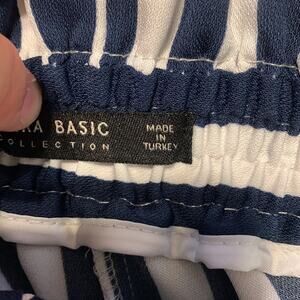 RA BASIC
OLLECTION
MADE
IN
TURKEY